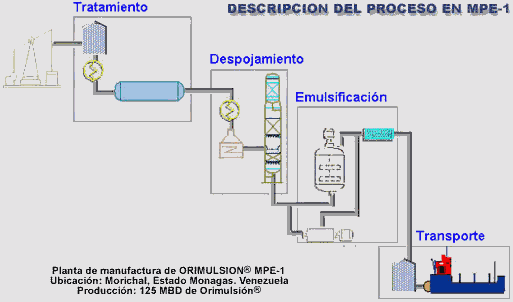 Tratamiento
DESCRIPCION DEL PROCESO EN MPE-1
Despojamiento
Emulsificación
Transporte
Planta de manufactura de ORIMULSION® MPE-1
Ubicación: Morichal, Estado Monagas. Venezuela
Producción: 125 MBD de Orimulsión®